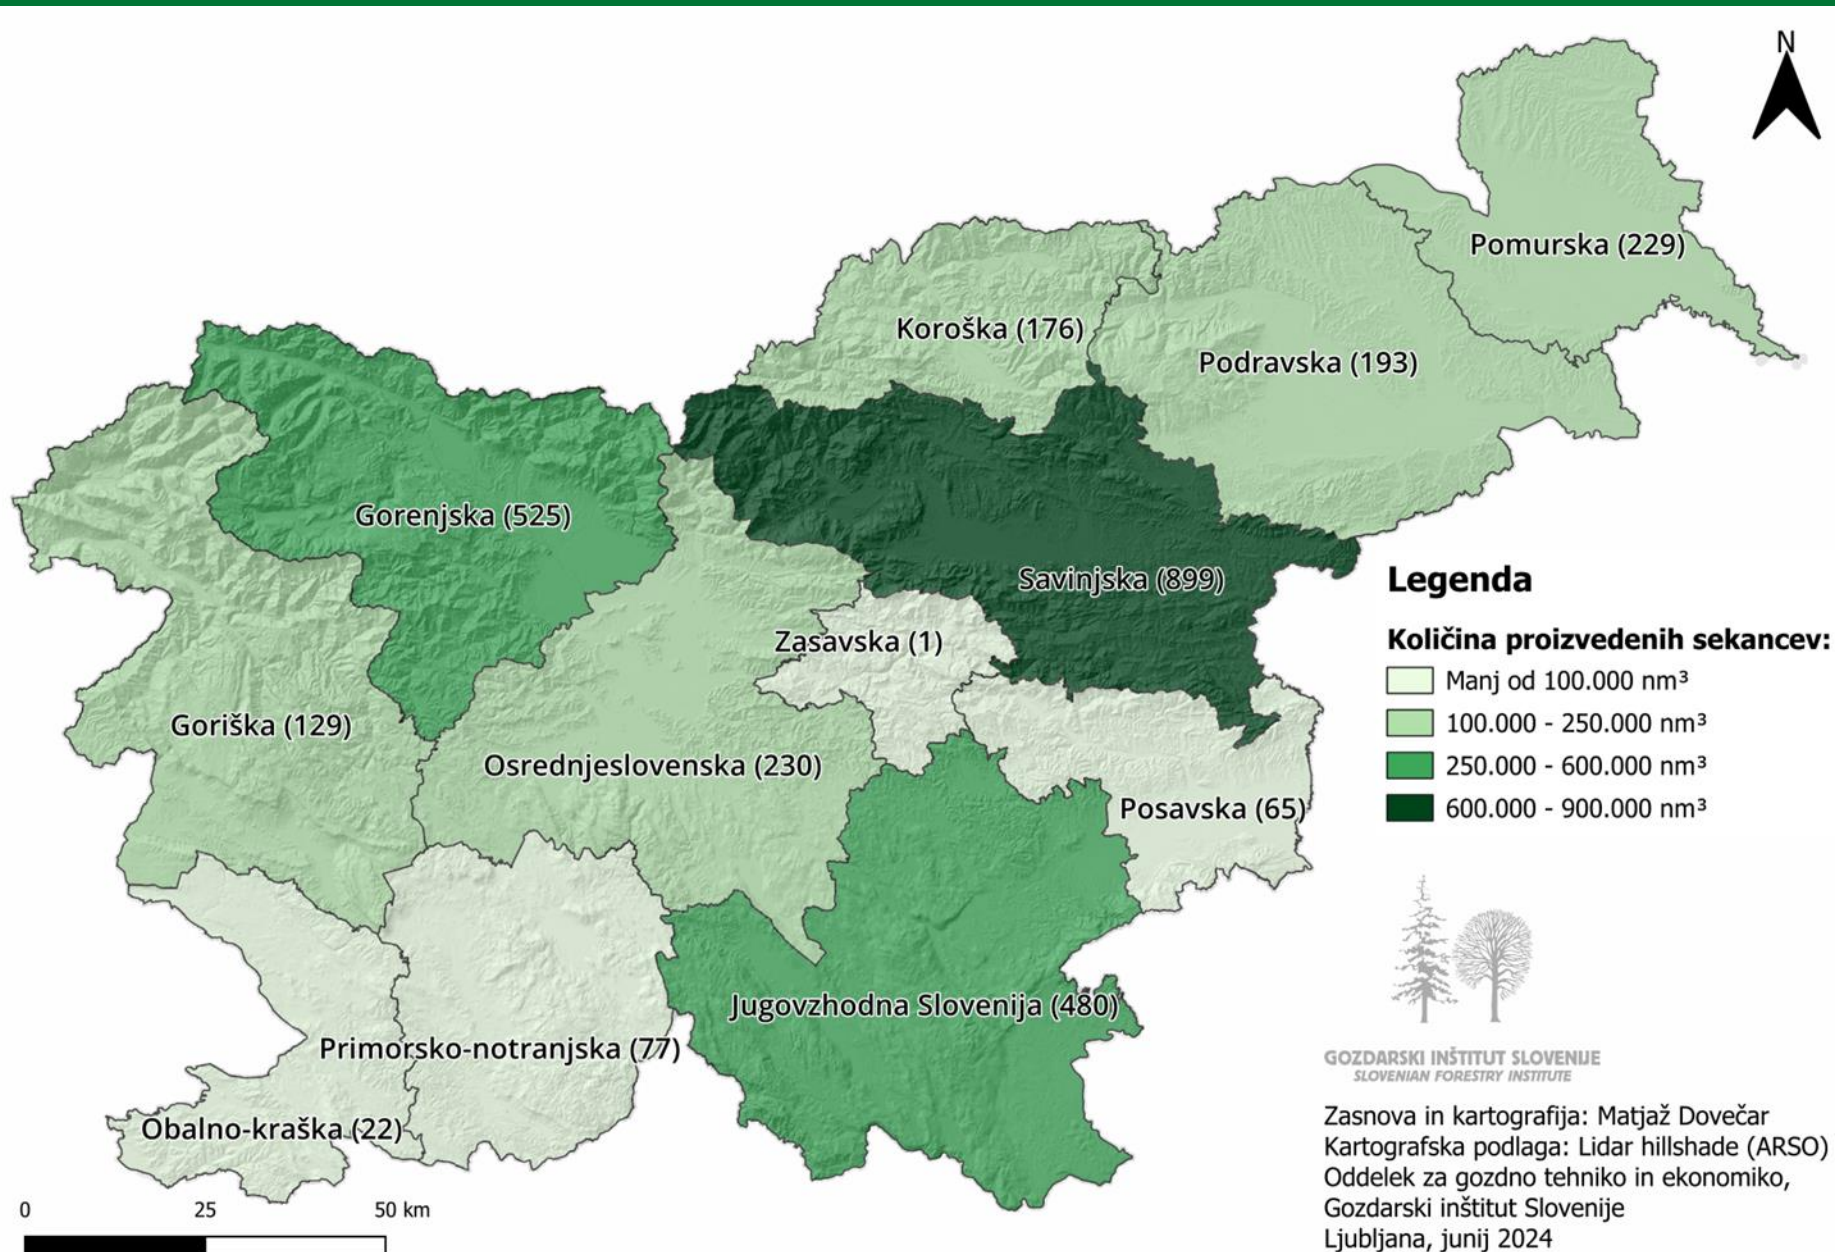 N
Pomurska (229)
Koroška (176)
Podravska (193)
Gorenjska (525)
Savinjska (899)
Zasavska (1)
Goriška (129)
Osrednjeslovenska (230)
Posavska (65)
Jugovzhodna Slovenija (480)
Primorsko-notranjska (77)
Obalno-kraška (22)
0 25 50 km
Legenda
Količina proizvedenih sekancev:
Manj od 100.000 nm³
100.000 - 250.000 nm³
250.000 - 600.000 nm³
600.000 - 900.000 nm³
GOZDARSKI INŠTITUT SLOVENIJE
SLOVENIAN FORESTRY INSTITUTE
Zasnova in kartografija: Matjaž Dovečar
Kartografska podlaga: Lidar hillshade (ARSO)
Oddelek za gozdno tehniko in ekonomiko,
Gozdarski inštitut Slovenije
Ljubljana, junij 2024